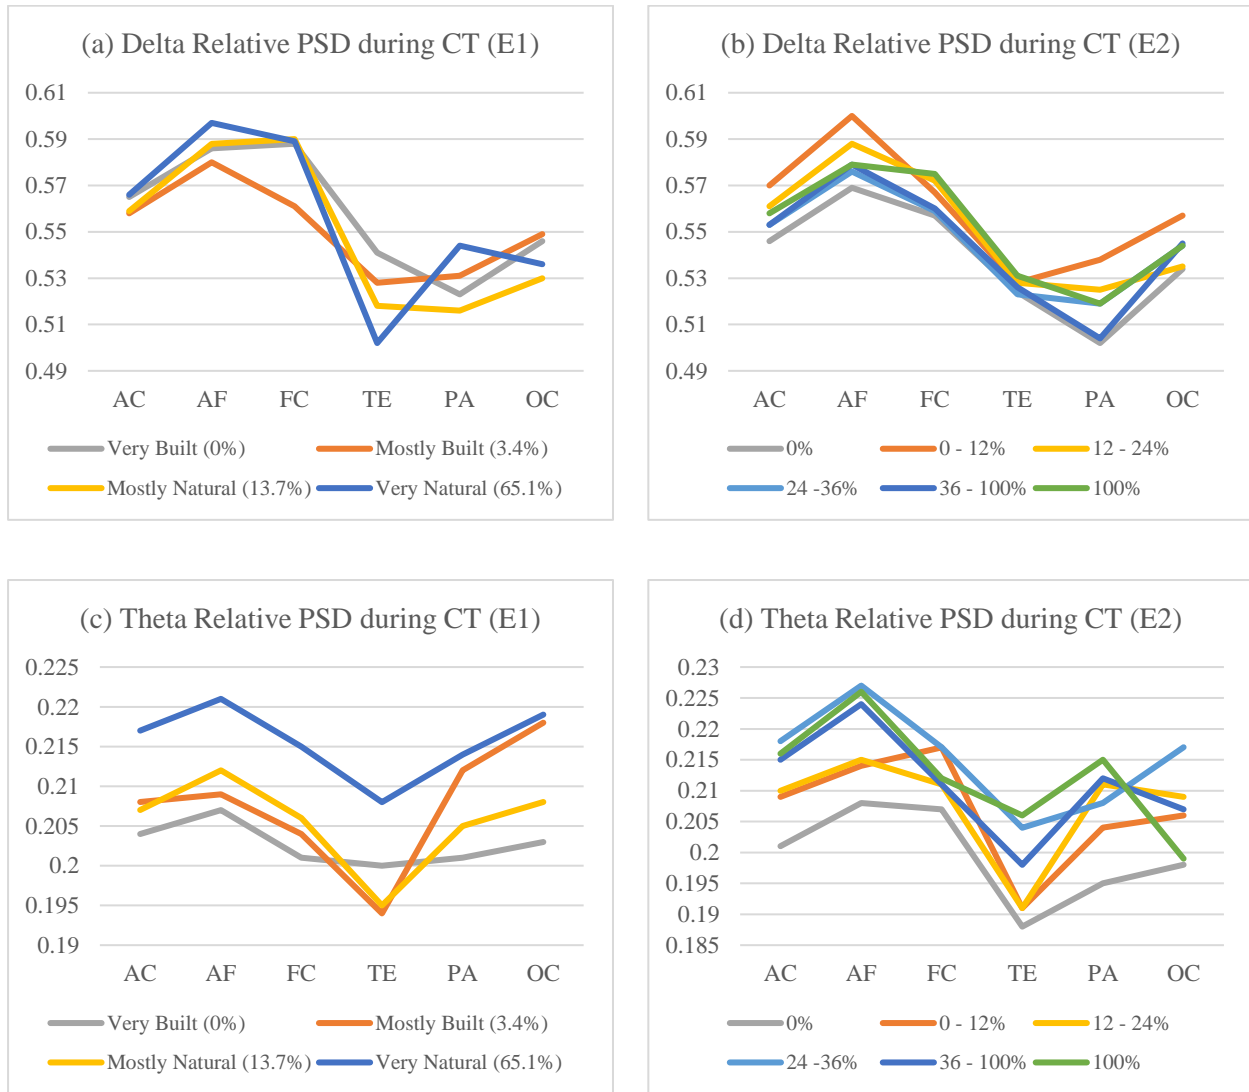 (a) Delta Relative PSD during CT (E1)
0.61
0.59
0.57
0.55
0.53
0.51
0.49
AC AF FC TE PA OC
Very Built (0%) Mostly Built (3.4%)
Mostly Natural (13.7%) Very Natural (65.1%)
(b) Delta Relative PSD during CT (E2)
0.61
0.59
0.57
0.55
0.53
0.51
0.49
AC AF FC TE PA OC
0% 0 - 12% 12 - 24%
24 -36% 36 - 100% 100%
(c) Theta Relative PSD during CT (E1)
0.225
0.22
0.215
0.21
0.205
0.2
0.195
0.19
AC AF FC TE PA OC
Very Built (0%) Mostly Built (3.4%)
Mostly Natural (13.7%) Very Natural (65.1%)
(d) Theta Relative PSD during CT (E2)
0.23
0.225
0.22
0.215
0.21
0.205
0.2
0.195
0.19
0.185
AC AF FC TE PA OC
0% 0 - 12% 12 - 24%
24 -36% 36 - 100% 100%